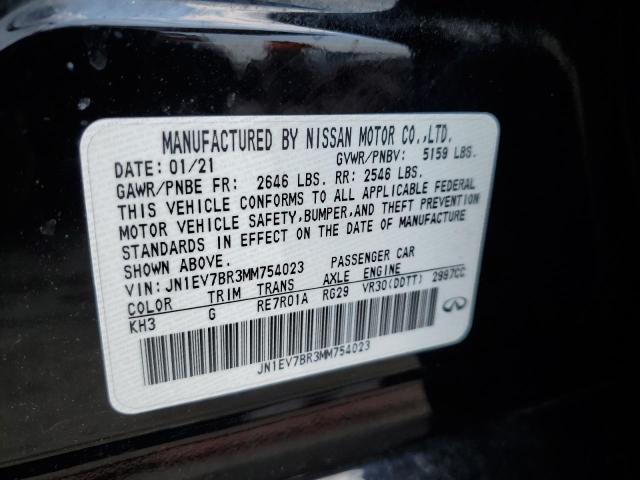 MANUFACTURED BY NISSAN MOTOR CO.,LTD.
DATE: 01/21 GVWR/PNBV: 5159 LBS.
GAWR/PNBE FR: 2646 LBS. RR: 2546 LBS.
THIS VEHICLE CONFORMS TO ALL APPLICABLE FEDERAL
MOTOR VEHICLE SAFETY,BUMPER,AND THEFT PREVENTION
STANDARDS IN EFFECT ON THE DATE OF MANUFACTURE
SHOWN ABOVE.
VIN: JN1EV7BR3MM754023 PASSENGER CAR
COLOR TRIM TRANS AXLE ENGINE
KH3 G RE7R01A RG29 VR30(DDTT) 2997CC
JN1EV7BR3MM754023